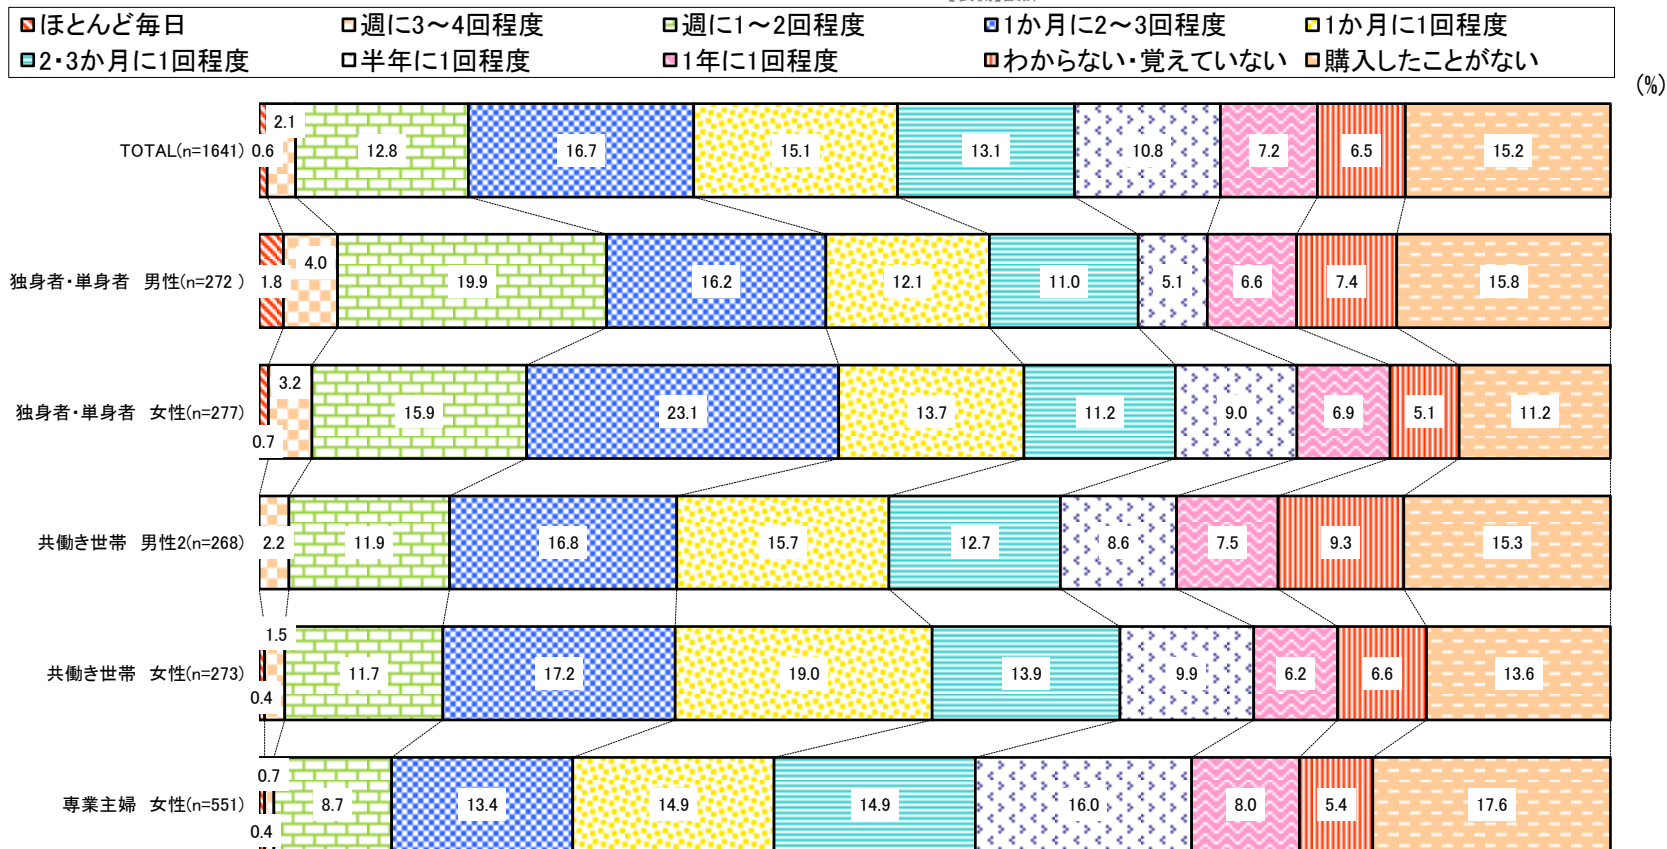 ほとんど毎日 週に3～4回程度 週に1～2回程度 1か月に2～3回程度 1か月に1回程度
2・3か月に1回程度 半年に1回程度 1年に1回程度 わからない・覚えていない 購入したことがない
(%)
TOTAL(n=1641) 0.6 2.1 12.8 16.7 15.1 13.1 10.8 7.2 6.5 15.2
独身者・単身者 男性(n=272 ) 1.8 4.0 19.9 16.2 12.1 11.0 5.1 6.6 7.4 15.8
独身者・単身者 女性(n=277) 0.7 3.2 15.9 23.1 13.7 11.2 9.0 6.9 5.1 11.2
共働き世帯 男性2(n=268) 2.2 11.9 16.8 15.7 12.7 8.6 7.5 9.3 15.3
共働き世帯 女性(n=273) 0.4 1.5 11.7 17.2 19.0 13.9 9.9 6.2 6.6 13.6
専業主婦 女性(n=551) 0.4 0.7 8.7 13.4 14.9 14.9 16.0 8.0 5.4 17.6